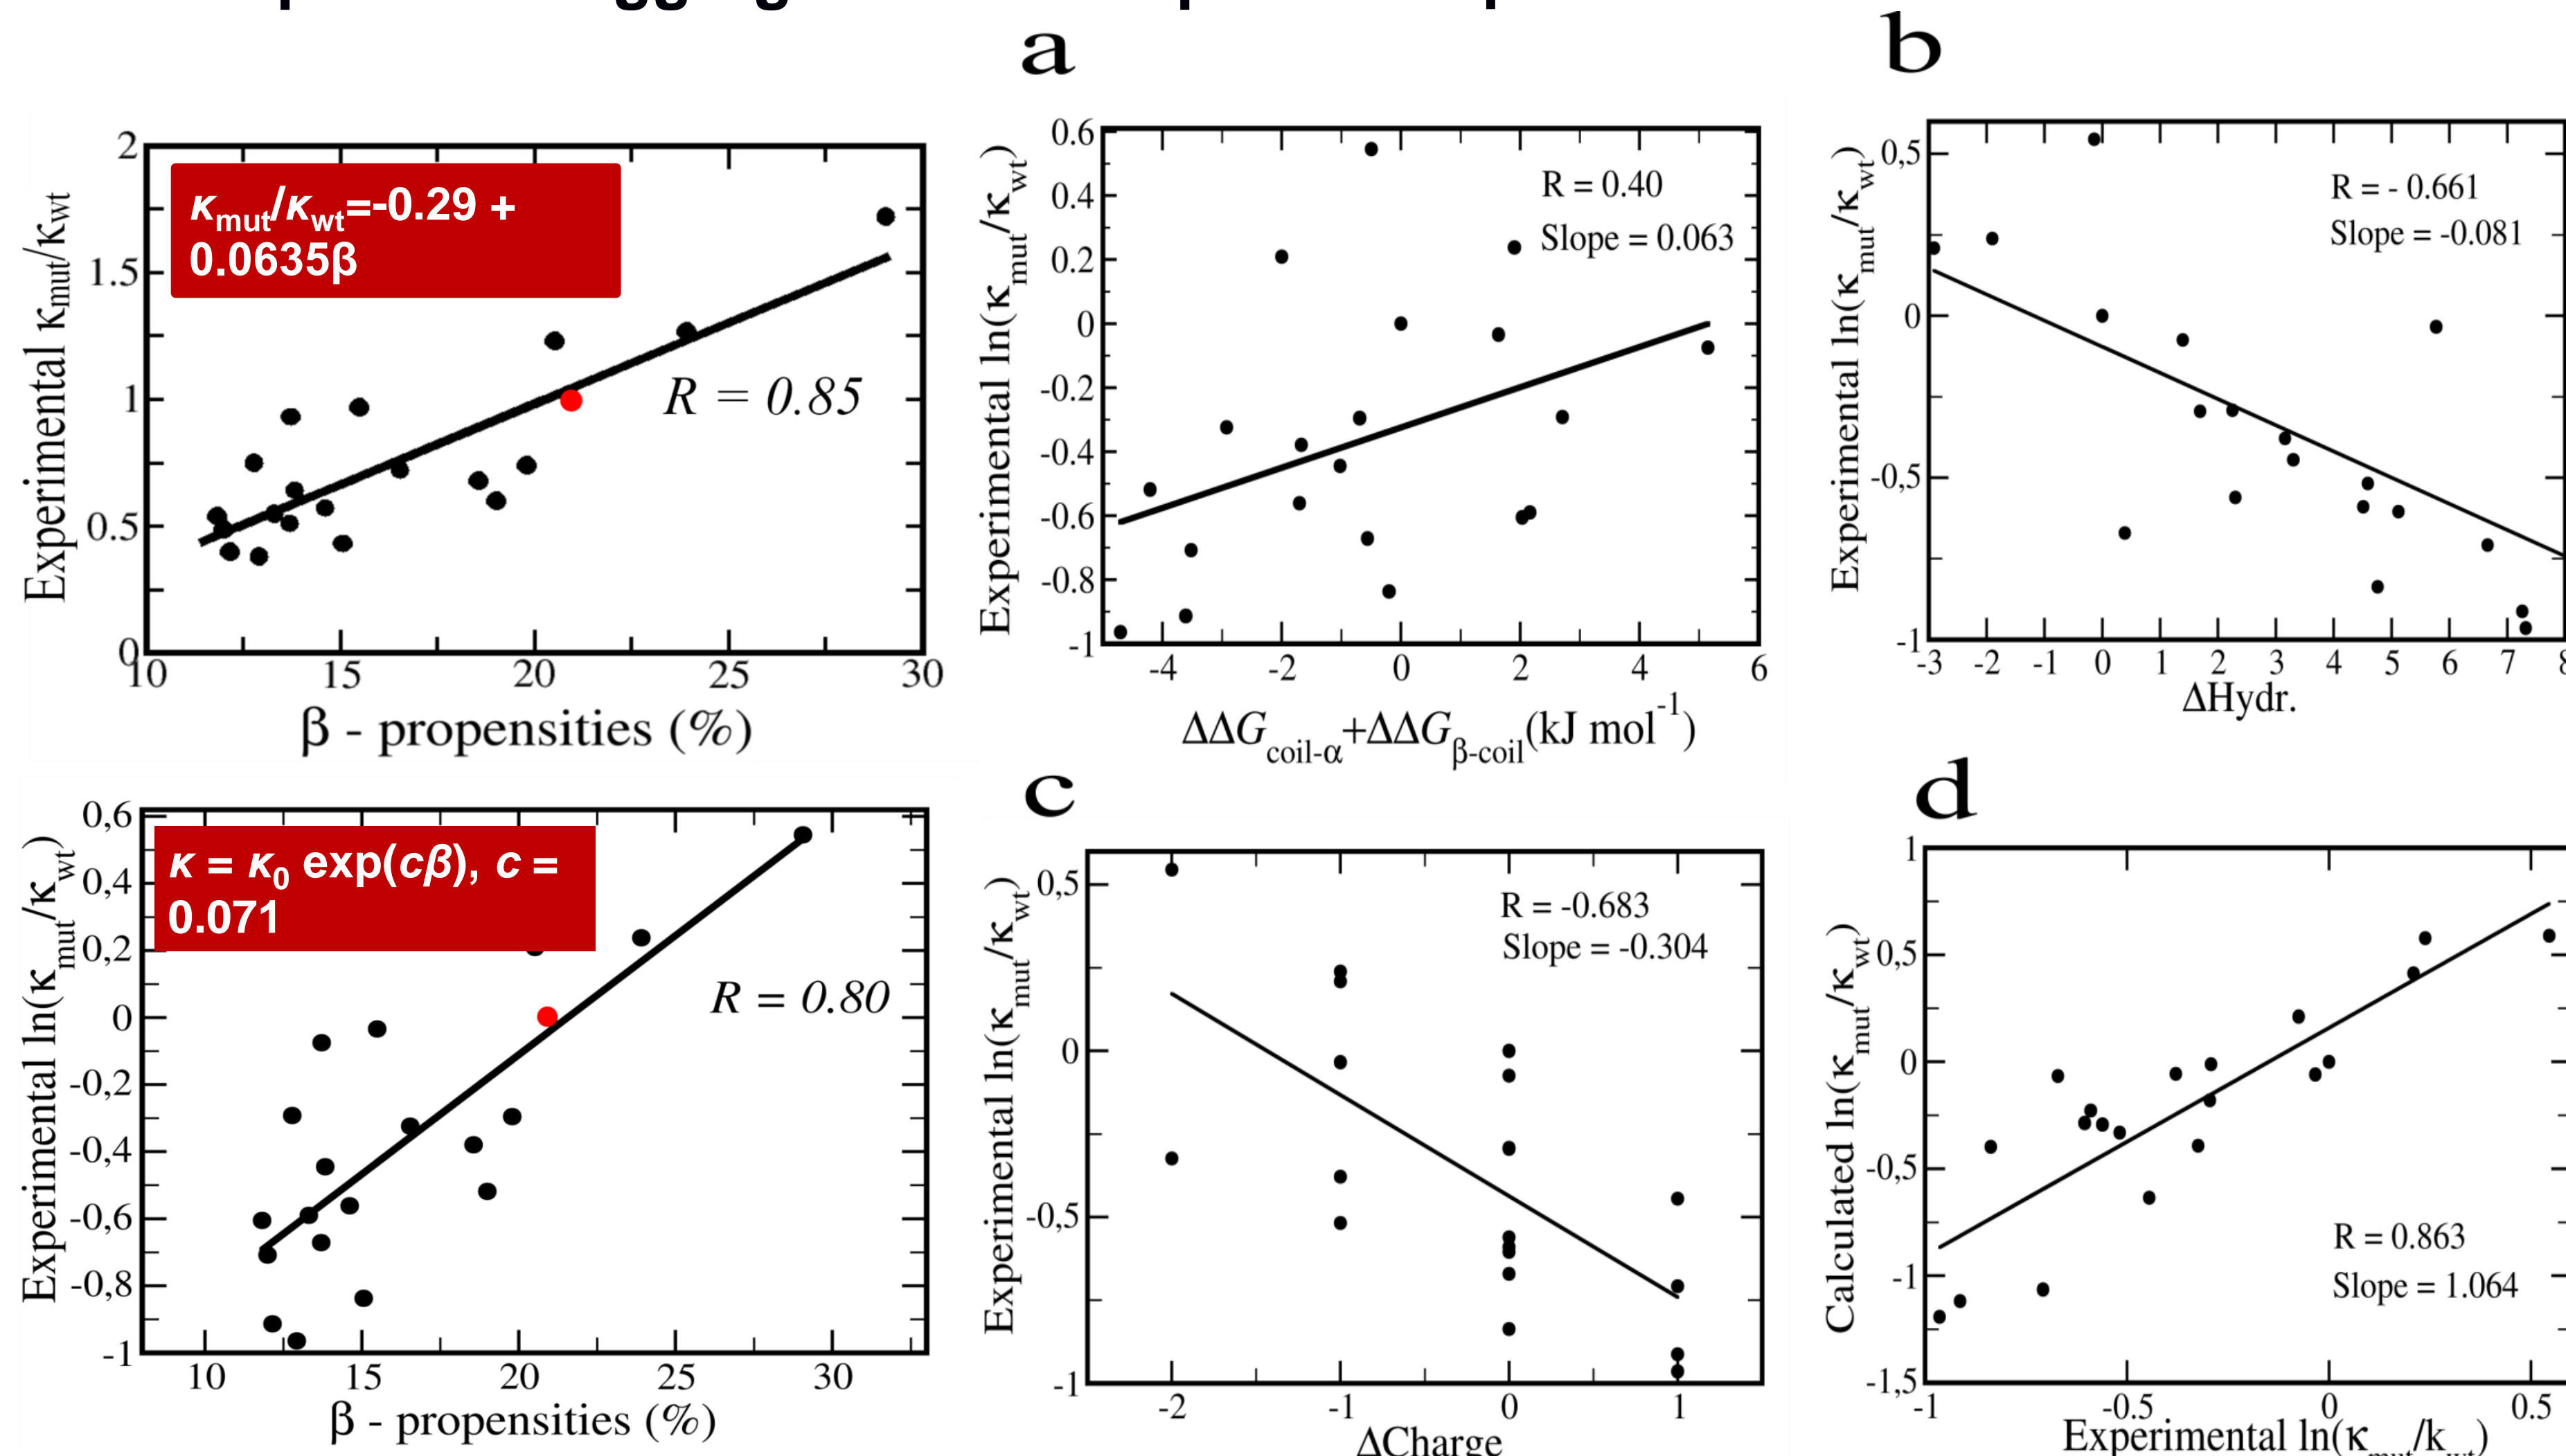 a
b
2
1.5
1
0.5
0
10
15
20
25
30
Experimental κmut/κwt
β - propensities (%)
κmut/κwt=-0.29 +
0.0635β
R = 0.85
0.6
0.4
0.2
0
-0.2
-0.4
-0.6
-0.8
-1
-4
-2
0
2
4
6
Experimental ln(κmut/κwt)
ΔΔGcoil-α+ΔΔGβ-coil(kJ mol-1)
R = 0.40
Slope = 0.063
0,5
0
-0,5
-1
-3
-2
-1
0
1
2
3
4
5
6
7
8
Experimental ln(κmut/κwt)
ΔHydr.
R = - 0.661
Slope = -0.081
c
d
0,6
0,4
0,2
0
-0,2
-0,4
-0,6
-0,8
-1
10
15
20
25
30
Experimental ln(κmut/κwt)
β - propensities (%)
κ = κ0 exp(cβ), c =
0.071
R = 0.80
0,5
0
-0,5
-1
-2
-1
0
1
Experimental ln(κmut/κwt)
ΔCharge
R = -0.683
Slope = -0.304
1
0,5
0
-0,5
-1
-1,5
-1
-0.5
0
0.5
Calculated ln(κmut/κwt)
Experimental ln(κmut/kwt)
R = 0.863
Slope = 1.064